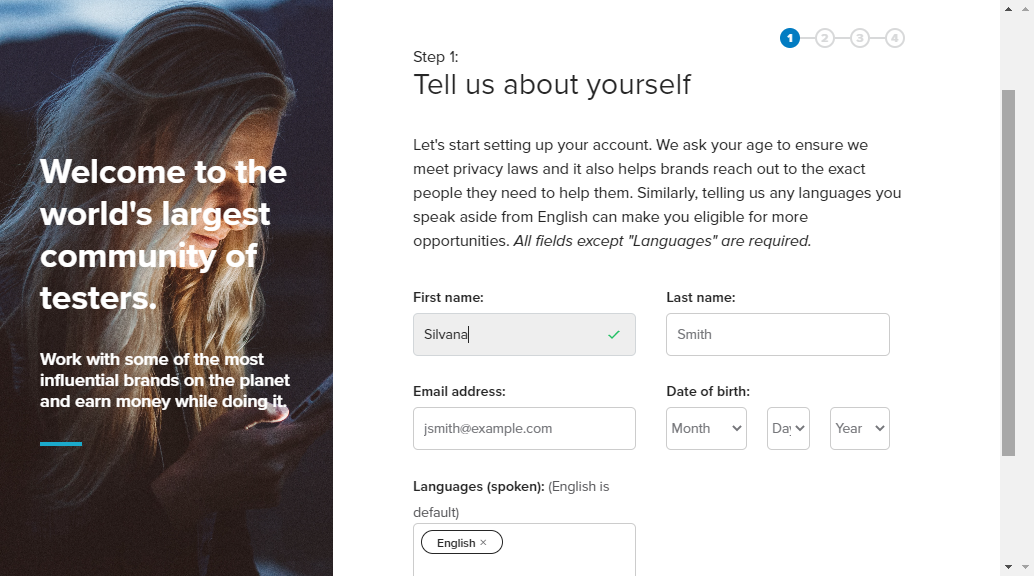 Welcome to the
world's largest
community of
testers.
Work with some of the most
influential brands on the planet
and earn money while doing it.
1 2 3 4
Step 1:
Tell us about yourself
Let's start setting up your account. We ask your age to ensure we
meet privacy laws and it also helps brands reach out to the exact
people they need to help them. Similarly, telling us any languages you
speak aside from English can make you eligible for more
opportunities. All fields except "Languages" are required.
First name: Last name:
Silvana Smith
Email address: Date of birth:
jsmith@example.com Month Day Year
Languages (spoken): (English is
default)
English ×